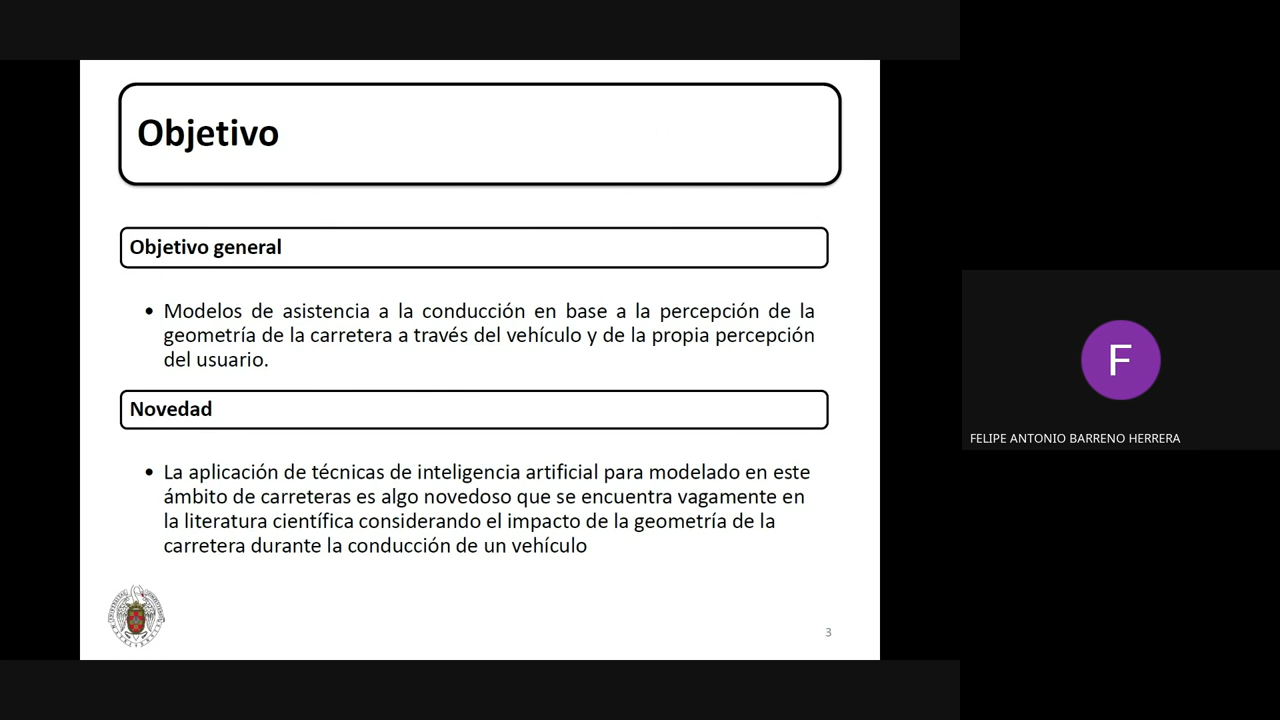 Objetivo
Objetivo general
• Modelos de asistencia a la conducción en base a la percepción de la
geometría de la carretera a través del vehículo y de la propia percepción
del usuario.
Novedad
• La aplicación de técnicas de inteligencia artificial para modelado en este
ámbito de carreteras es algo novedoso que se encuentra vagamente en
la literatura científica considerando el impacto de la geometría de la
carretera durante la conducción de un vehículo
3
F
FELIPE ANTONIO BARRENO HERRERA